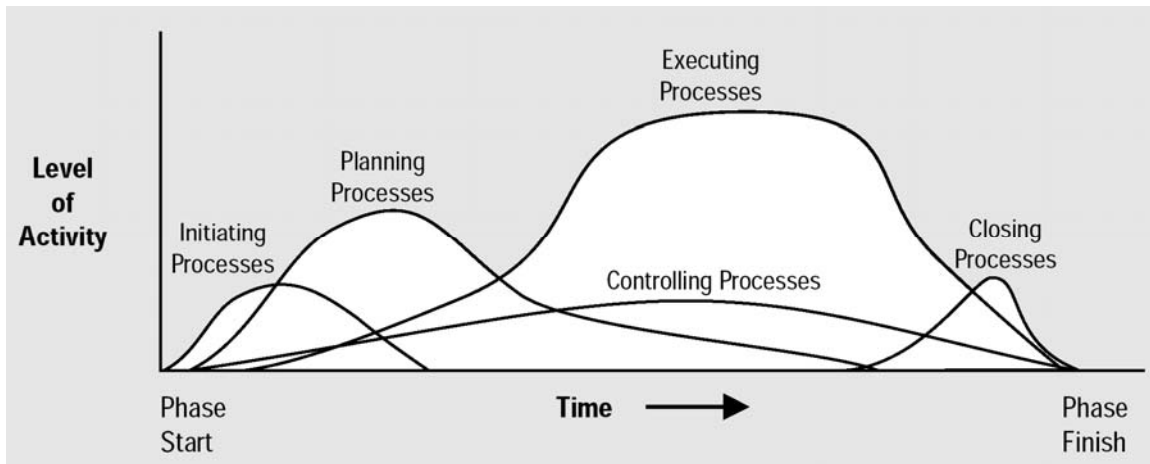 Executing
Processes
Planning
Processes
Level
of
Activity
Initiating
Processes
Closing
Processes
Controlling Processes
Phase
Start
Time
Phase
Finish